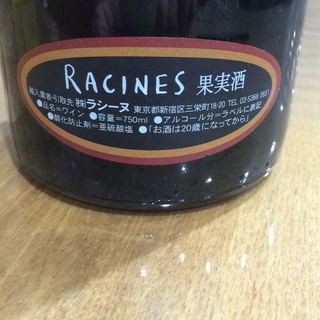 RACINES 果実酒
輸入業者・引取先 ㈱ラシーヌ 東京都新宿区三栄町18-20 TEL 03-5366-3931
●品名=ワイン ●容量=750ml ●アルコール分=ラベルに表記
●酸化防止剤=亜硫酸塩 ●「お酒は20歳になってから」